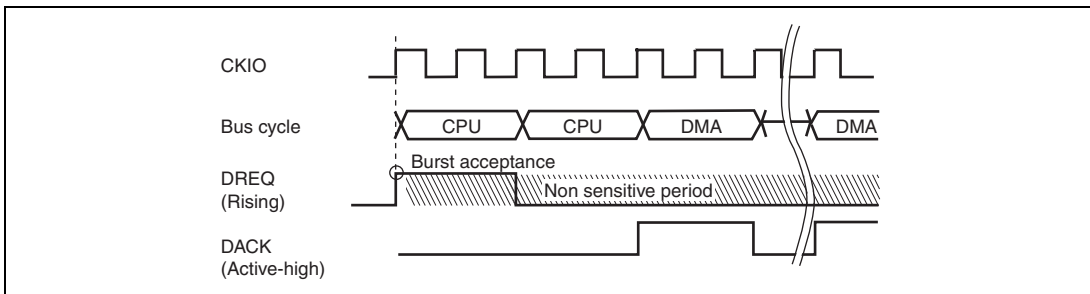 CKIO
Bus cycle
CPU CPU DMA DMA
Burst acceptance
DREQ
(Rising)
Non sensitive period
DACK
(Active-high)